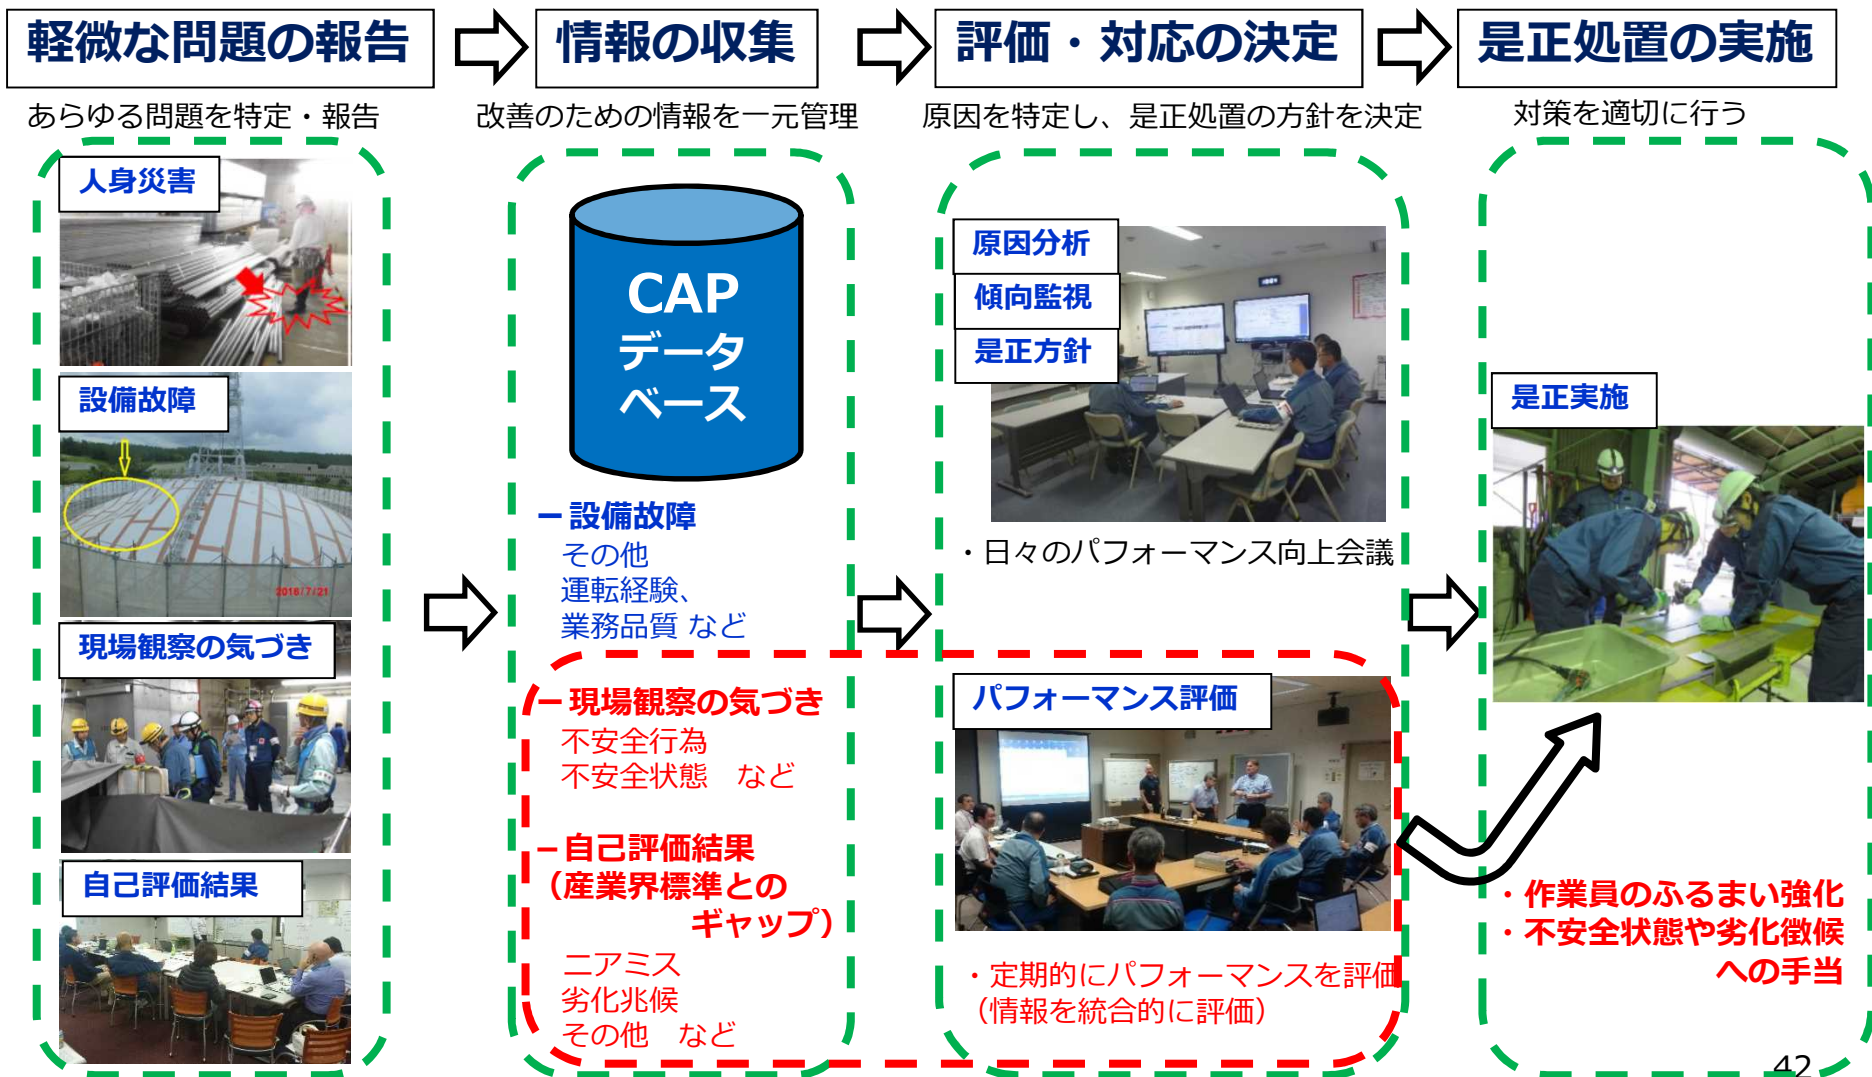 軽微な問題の報告
情報の収集
評価・対応の決定
是正処置の実施
あらゆる問題を特定・報告
改善のための情報を一元管理
原因を特定し、是正処置の方針を決定
対策を適切に行う
人身災害
設備故障
2018/7/21
現場観察の気づき
自己評価結果
CAP
データ
ベース
－設備故障
その他
運転経験、
業務品質 など
－現場観察の気づき
不安全行為
不安全状態　など
－自己評価結果
（産業界標準との
ギャップ）
ニアミス
劣化兆候
その他　など
原因分析
傾向監視
是正方針
・日々のパフォーマンス向上会議
パフォーマンス評価
・定期的にパフォーマンスを評価
（情報を統合的に評価）
是正実施
・作業員のふるまい強化
・不安全状態や劣化徴候
への手当
42